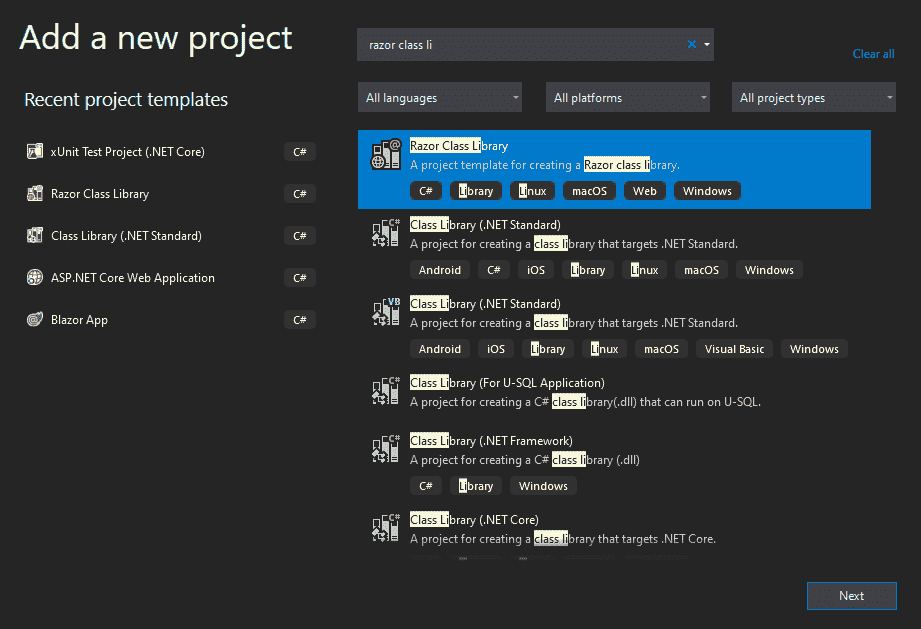 Add a new project
razor class li
Clear all
Recent project templates
All languages
All platforms
All project types
xUnit Test Project (.NET Core)
C#
Razor Class Library
C#
Class Library (.NET Standard)
C#
ASP.NET Core Web Application
C#
Blazor App
C#
Razor Class Library
A project template for creating a Razor class library.
C# Library Linux macOS Web Windows
C#
Class Library (.NET Standard)
A project for creating a class library that targets .NET Standard.
Android C# iOS Library Linux macOS Windows
VB
Class Library (.NET Standard)
A project for creating a class library that targets .NET Standard.
Android iOS Library Linux macOS Visual Basic Windows
C#
Class Library (For U-SQL Application)
A project for creating a C# class library(.dll) that can run on U-SQL.
C#
Class Library (.NET Framework)
A project for creating a C# class library (.dll)
C# Library Windows
C#
Class Library (.NET Core)
A project for creating a class library that targets .NET Core.
Next